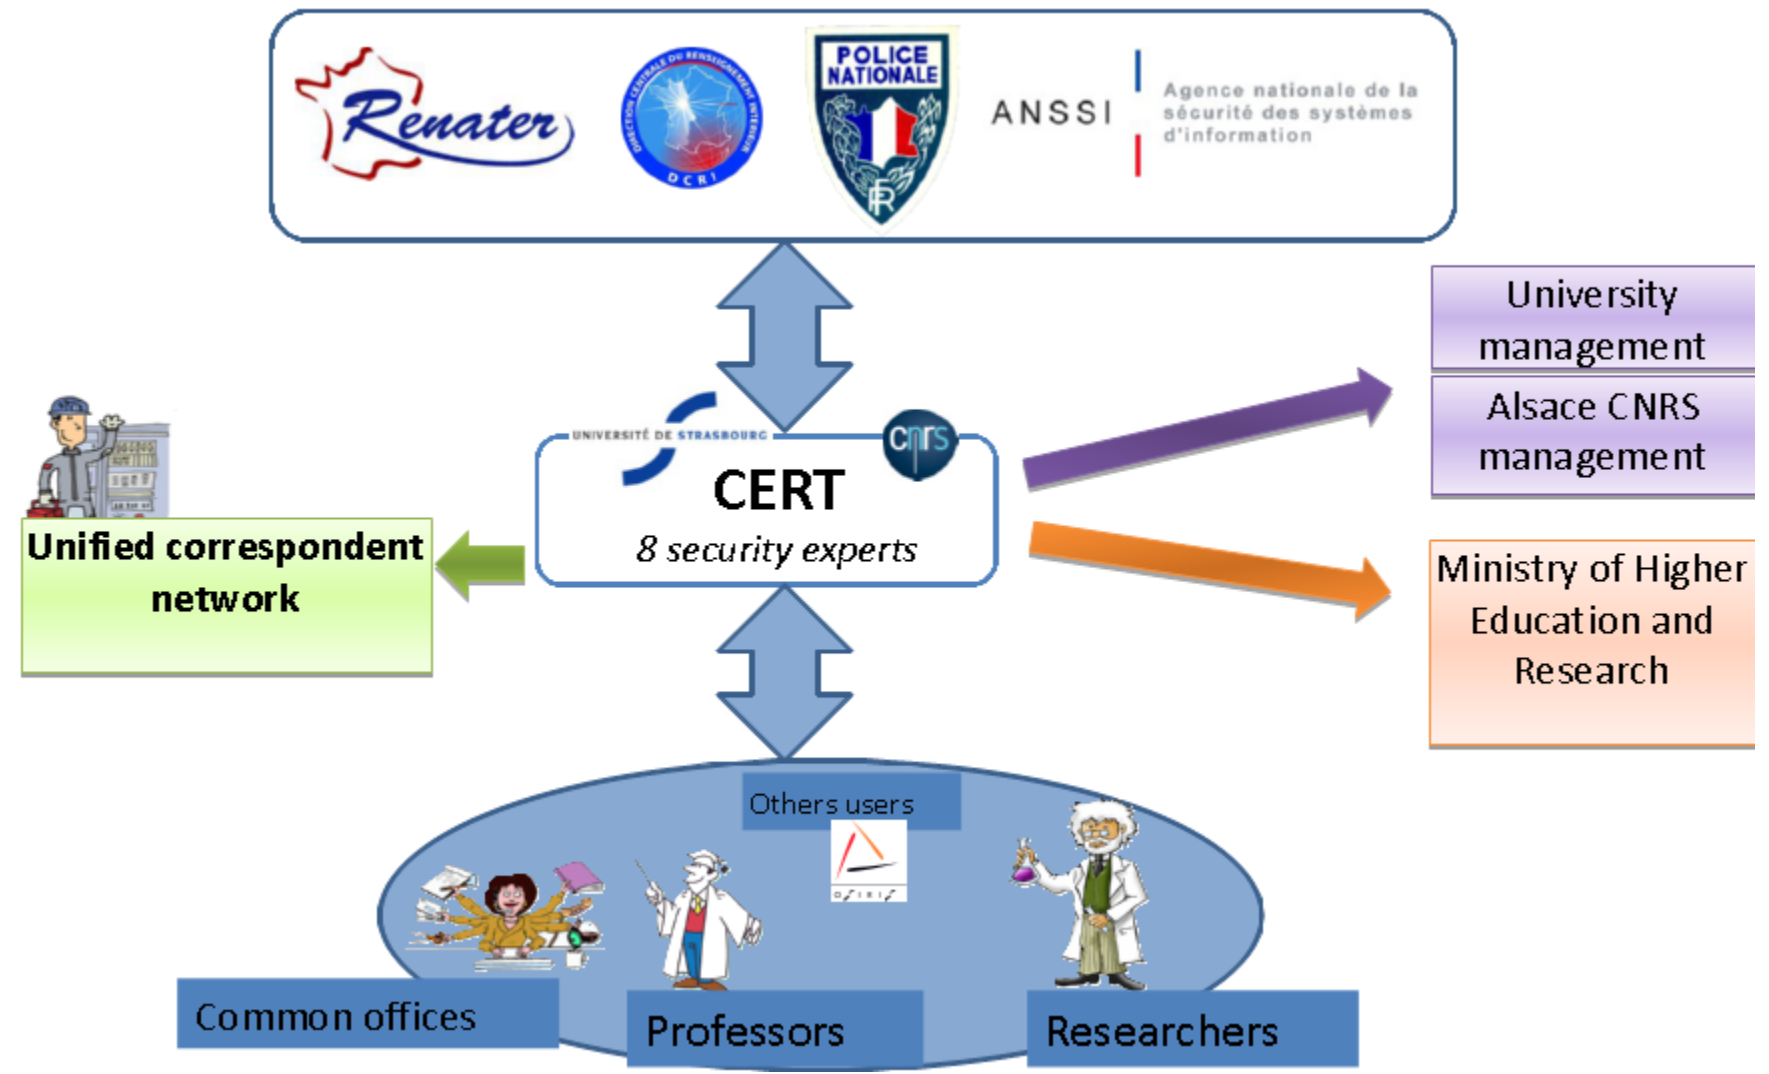 Renater
DIRECTION CENTRALE DU RENSEIGNEMENT INTERIEUR
DCRI
POLICE
NATIONALE
RF
ANSSI
Agence nationale de la
sécurité des systèmes
d'information
University
management
Alsace CNRS
management
UNIVERSITÉ DE STRASBOURG
cnrs
CERT
8 security experts
Unified correspondent
network
Ministry of Higher
Education and
Research
Others users
OSIRIS
Common offices
Professors
Researchers